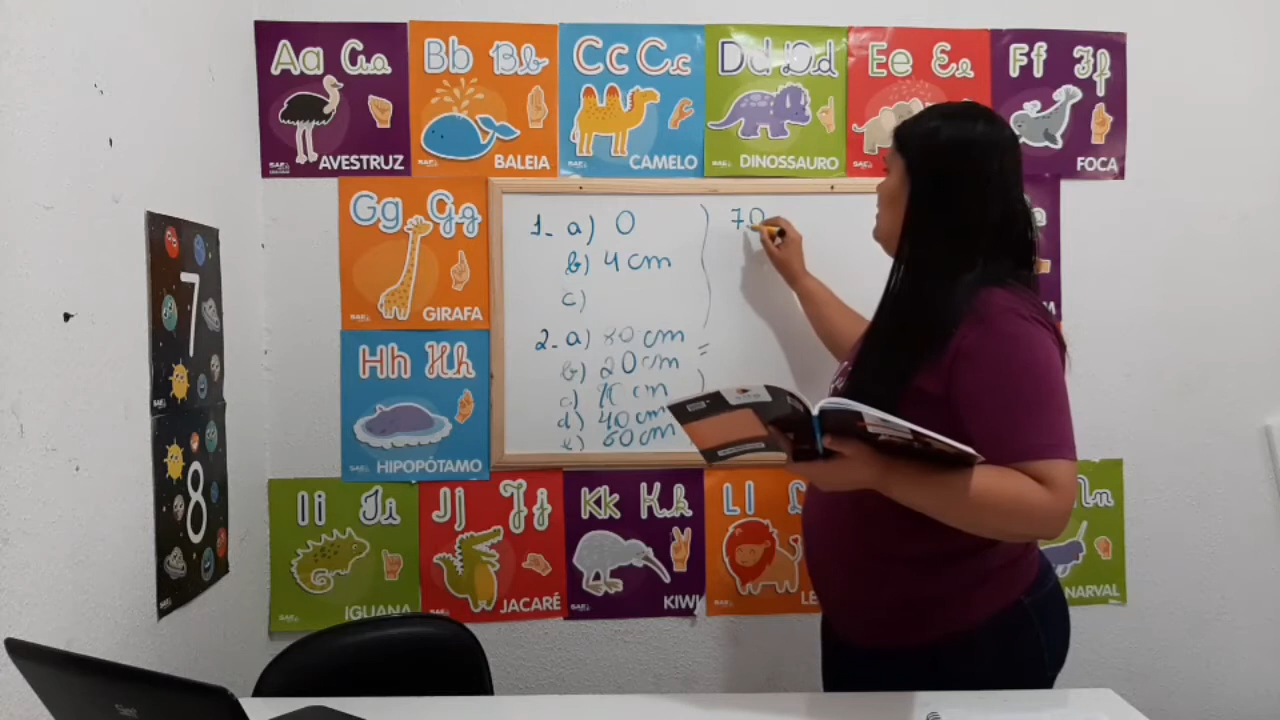 Aa Aa
AVESTRUZ
Bb Bb
BALEIA
Cc Cc
CAMELO
Dd Dd
DINOSSAURO
Ee Ee
Ff Ff
FOCA
Gg Gg
GIRAFA
Hh Hh
HIPOPÓTAMO
7
8
1- a) 0
b) 4 cm
c)
2- a) 80 cm
b) 20 cm
c) cm
d) 40 cm
e) 60 cm
) 70
=
Ii Ii
IGUANA
Jj Jj
JACARÉ
Kk Kk
KIWI
Ll
NARVAL